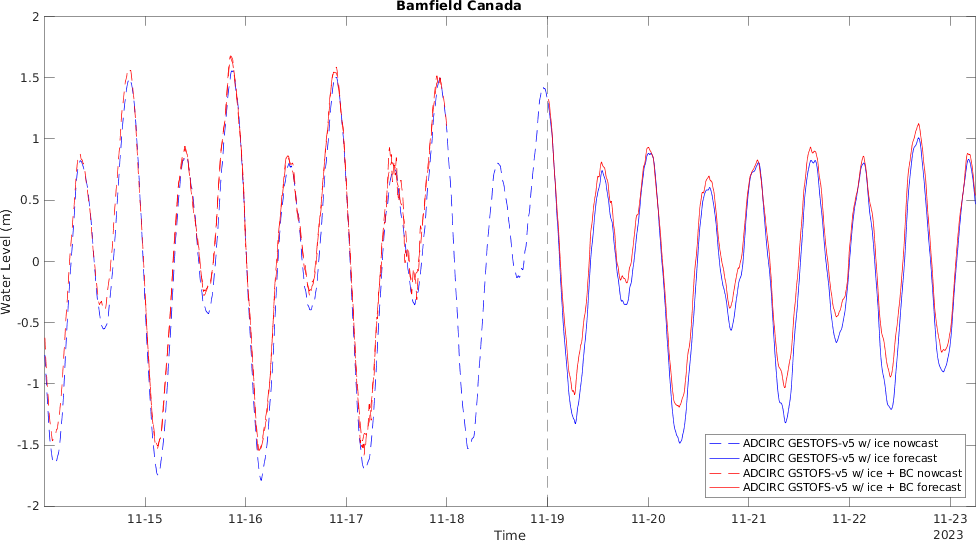 Bamfield Canada
2
1.5
1
0.5
0
-0.5
-1
-1.5
-2
Water Level (m)
11-15
11-16
11-17
11-18
11-19
11-20
11-21
11-22
11-23
2023
Time
ADCIRC GESTOFS-v5 w/ ice nowcast
ADCIRC GESTOFS-v5 w/ ice forecast
ADCIRC GSTOFS-v5 w/ ice + BC nowcast
ADCIRC GSTOFS-v5 w/ ice + BC forecast